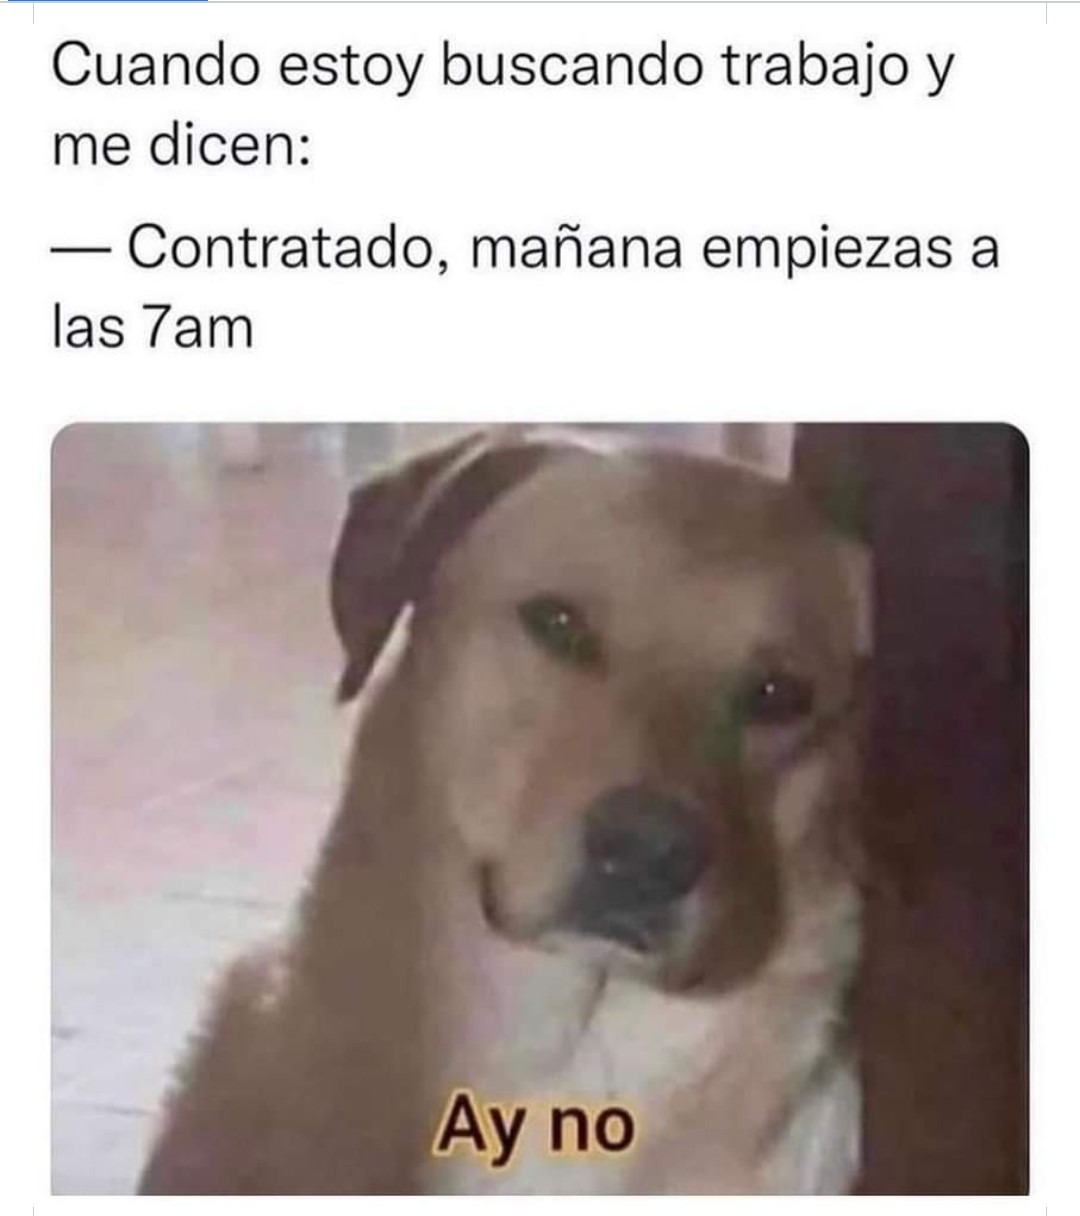 Cuando estoy buscando trabajo y
me dicen:
— Contratado, mañana empiezas a
las 7am
Ay no